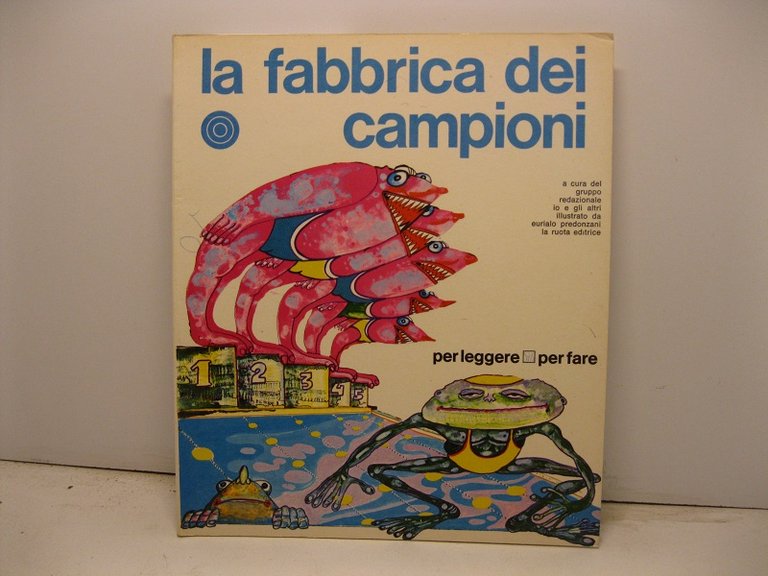 la fabbrica dei
campioni
a cura del
gruppo
redazionale
io e gli altri
illustrato da
eurialo predonzani
la ruota editrice
per leggere per fare
1 2 3 4 5